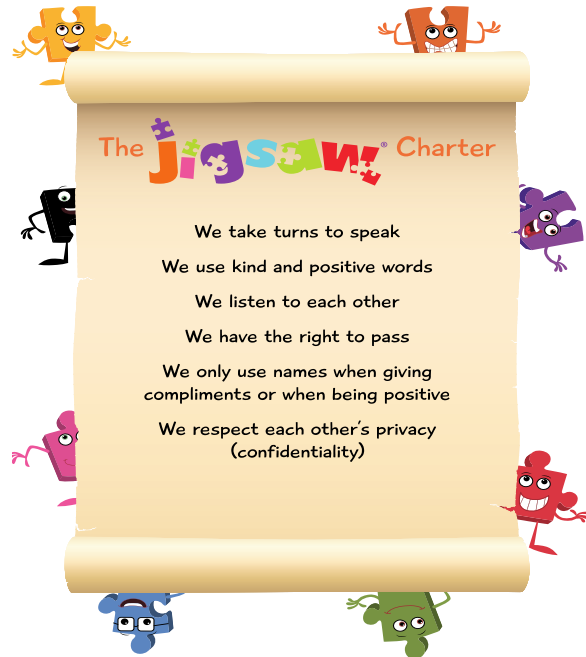 The jigsaw® Charter
We take turns to speak
We use kind and positive words
We listen to each other
We have the right to pass
We only use names when giving
compliments or when being positive
We respect each other's privacy
(confidentiality)